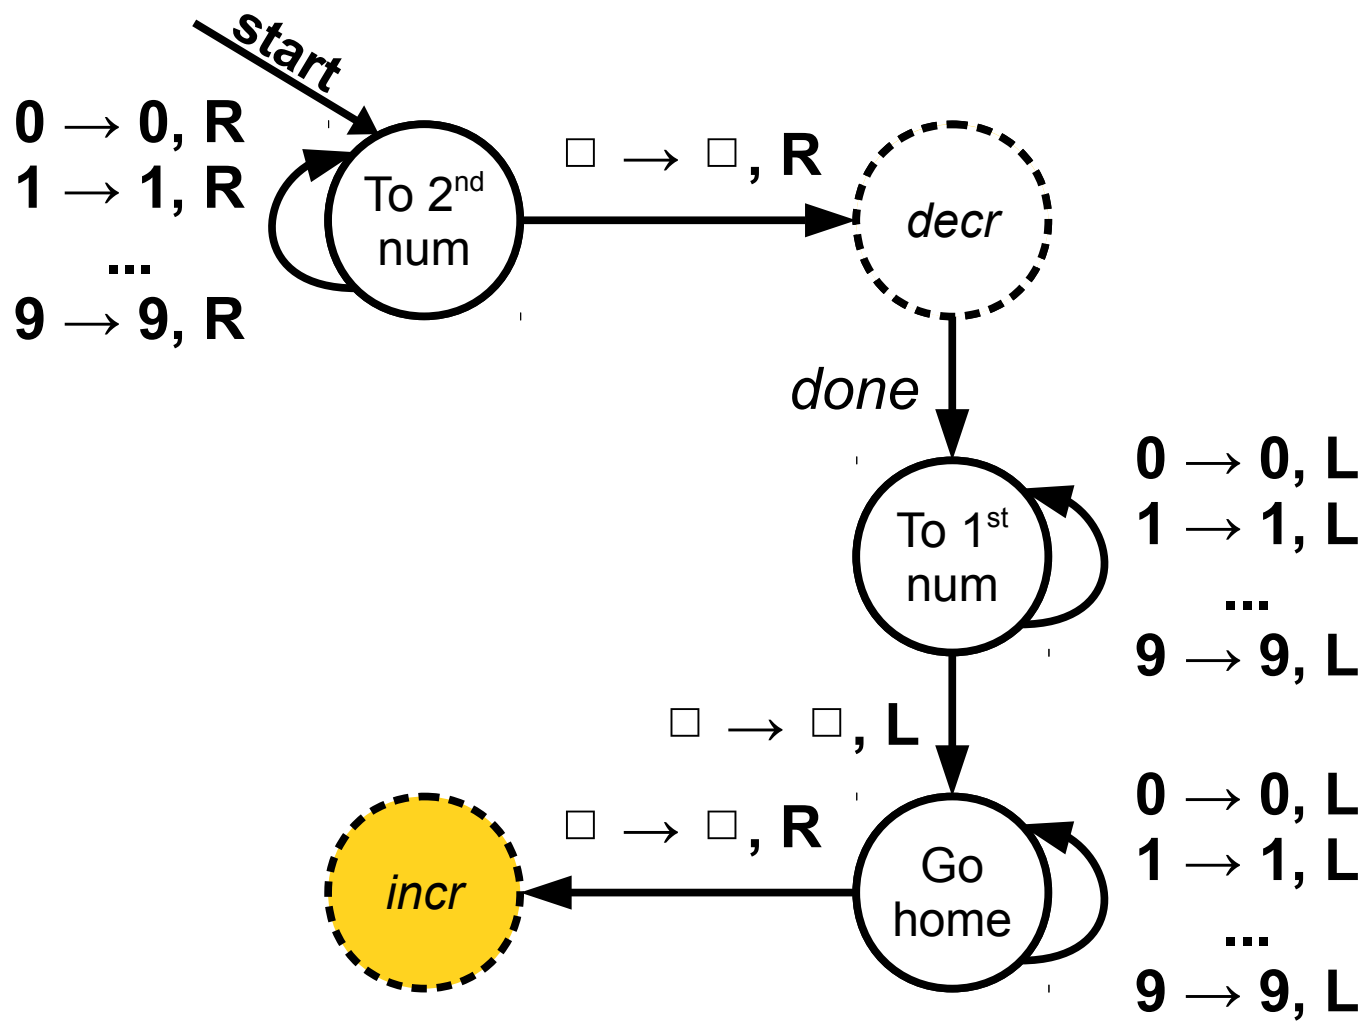 start
0 → 0, R
1 → 1, R
...
9 → 9, R
To 2nd
num
□ → □, R
decr
done
To 1st
num
0 → 0, L
1 → 1, L
...
9 → 9, L
□ → □, L
Go
home
0 → 0, L
1 → 1, L
...
9 → 9, L
□ → □, R
incr